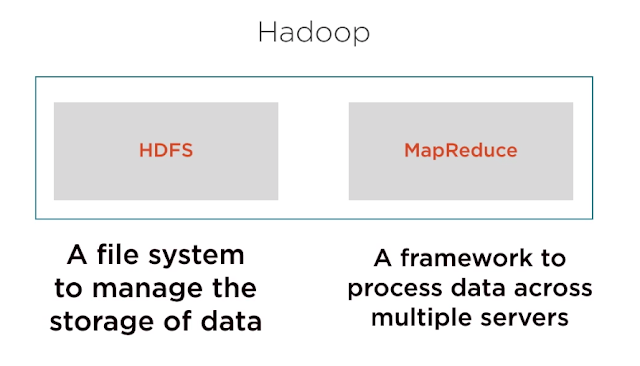 Hadoop
HDFS
MapReduce
A file system
to manage the
storage of data
A framework to
process data across
multiple servers